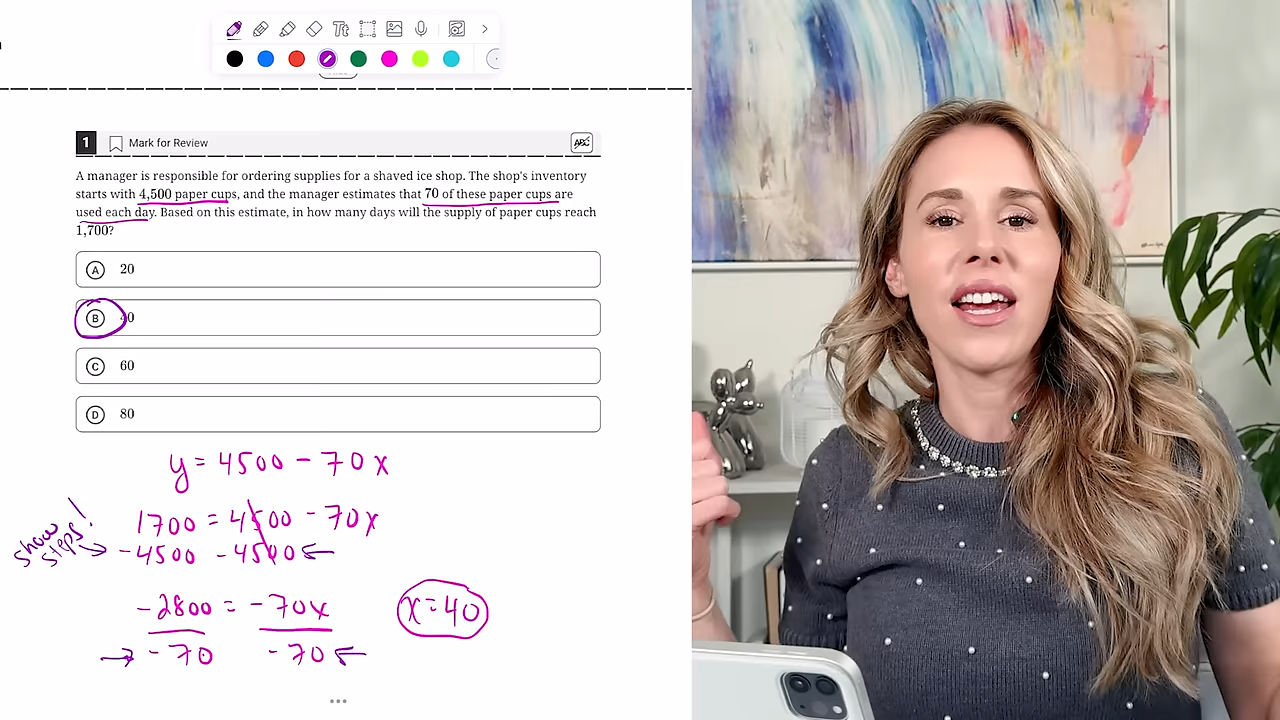 Tt
1 Mark for Review ABC
A manager is responsible for ordering supplies for a shaved ice shop. The shop's inventory
starts with 4,500 paper cups, and the manager estimates that 70 of these paper cups are
used each day. Based on this estimate, in how many days will the supply of paper cups reach
1,700?
A 20
B 40
C 60
D 80
y = 4500 - 70x
1700 = 4500 - 70x
show steps!
-4500 -4500
-2800 = -70x
x=40
-70 -70